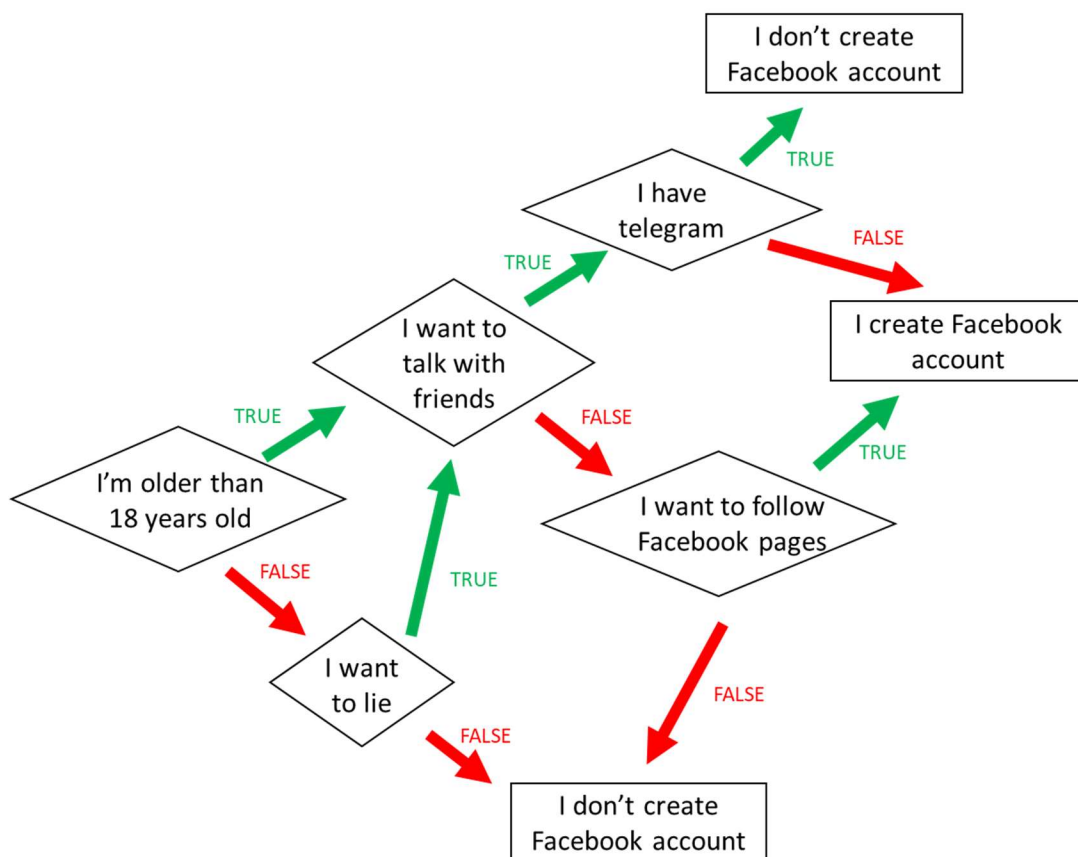 I don’t create
Facebook account
TRUE
I have
telegram
FALSE
TRUE
I want to
talk with
friends
I create Facebook
account
TRUE
FALSE
TRUE
I’m older than
18 years old
I want to follow
Facebook pages
FALSE
TRUE
I want
to lie
FALSE
FALSE
I don’t create
Facebook account